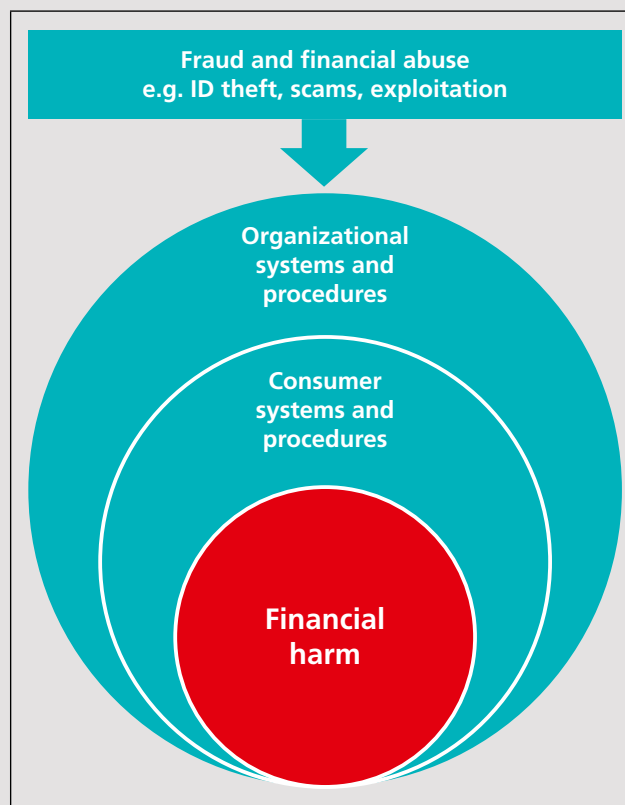 Fraud and financial abuse
e.g. ID theft, scams, exploitation
Organizational
systems and
procedures
Consumer
systems and
procedures
Financial
harm